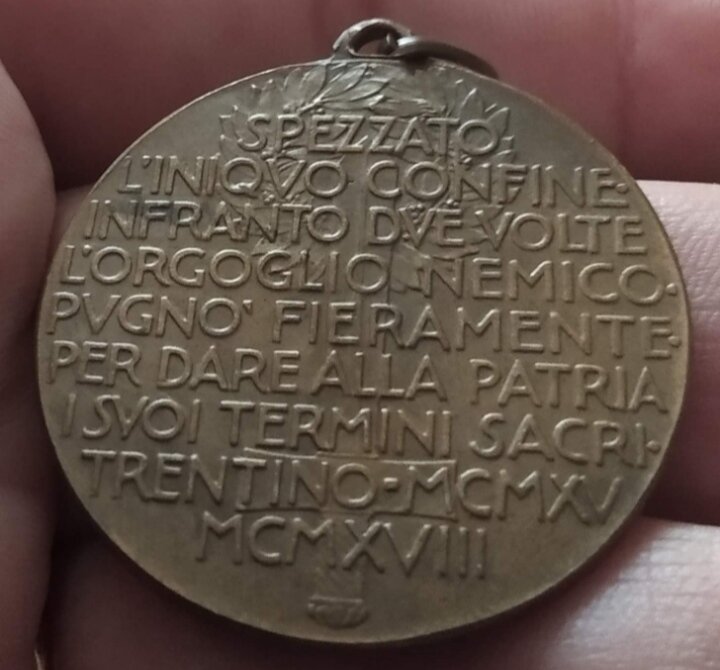 SPEZZATO
L'INIQVO CONFINE·
INFRANTO DVE VOLTE
L'ORGOGLIO NEMICO·
PVGNO' FIERAMENTE·
PER DARE ALLA PATRIA
I SVOI TERMINI SACRI·
TRENTINO-MCMXV
MCMXVIII